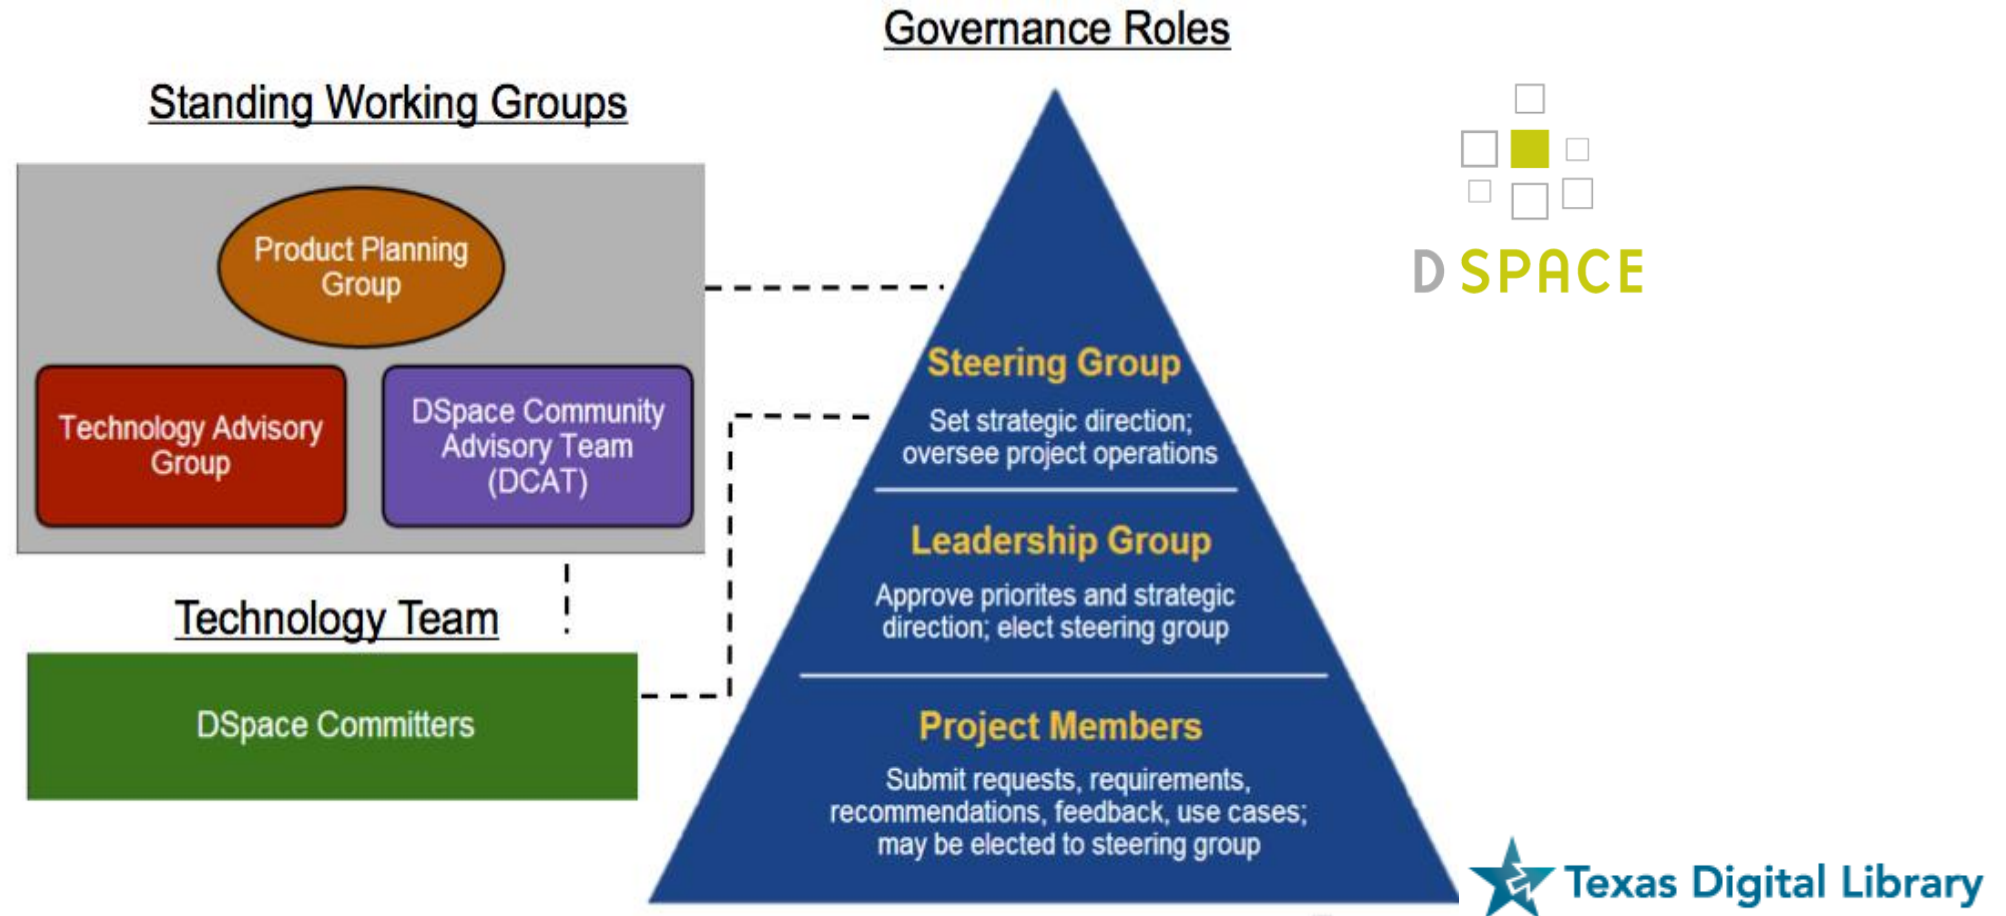 Governance Roles
Standing Working Groups
Product Planning
Group
Technology Advisory
Group
DSpace Community
Advisory Team
(DCAT)
Technology Team
DSpace Committers
Steering Group
Set strategic direction;
oversee project operations
Leadership Group
Approve priorites and strategic
direction; elect steering group
Project Members
Submit requests, requirements,
recommendations, feedback, use cases;
may be elected to steering group
DSPACE
Texas Digital Library